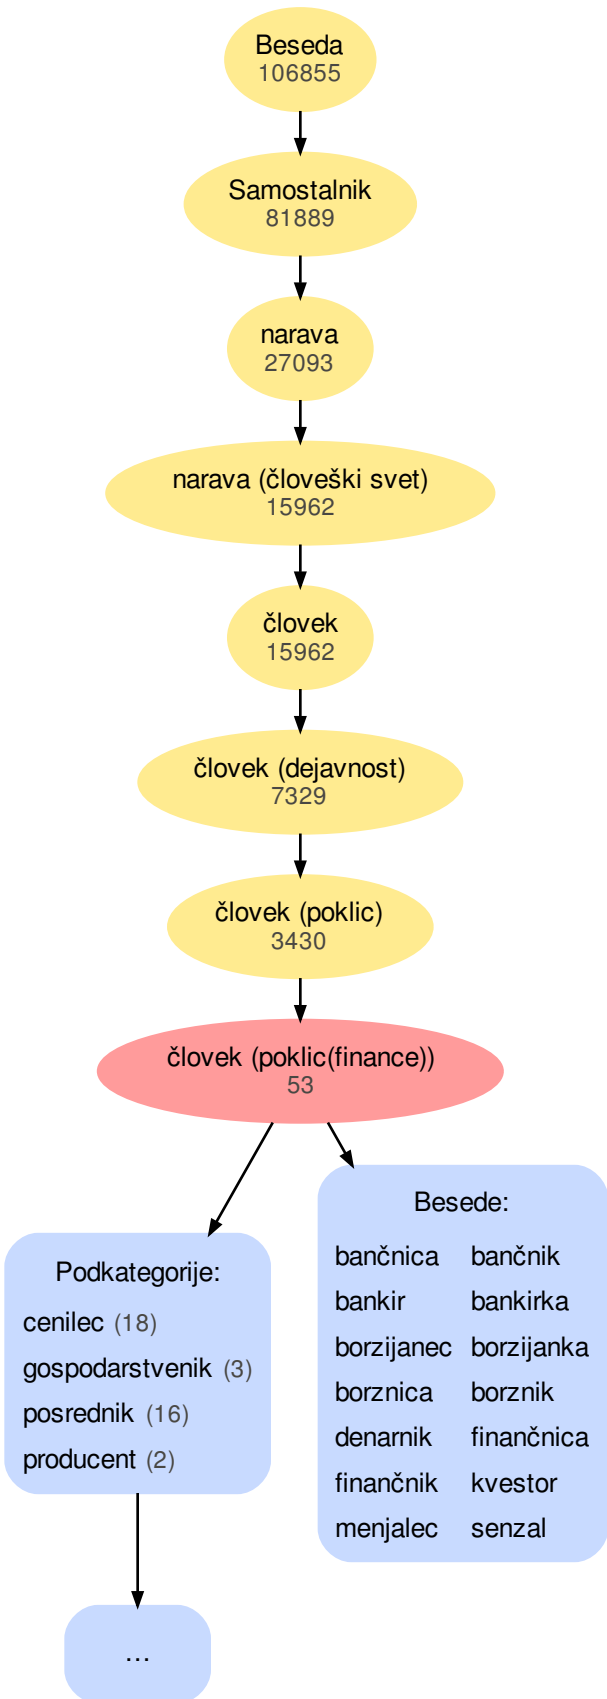 Beseda
106855
Samostalnik
81889
narava
27093
narava (človeški svet)
15962
človek
15962
človek (dejavnost)
7329
človek (poklic)
3430
človek (poklic(finance))
53
Podkategorije:
cenilec (18)
gospodarstvenik (3)
posrednik (16)
producent (2)
...
Besede:
bančnica bančnik
bankir bankirka
borzijanec borzijanka
borznica borznik
denarnik finančnica
finančnik kvestor
menjalec senzal